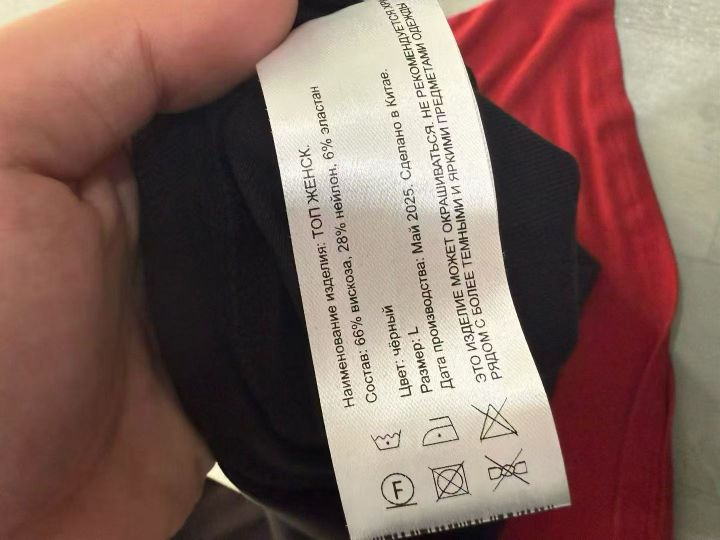 Наименование изделия: ТОП ЖЕНСК.
Состав: 66% вискоза, 28% нейлон, 6% эластан
Цвет: чёрный
Размер: L
Дата производства: Май 2025. Сделано в Китае.
ЭТО ИЗДЕЛИЕ МОЖЕТ ОКРАШИВАТЬСЯ. НЕ РЕКОМЕНДУЕТСЯ
РЯДОМ С БОЛЕЕ ТЕМНЫМИ И ЯРКИМИ ПРЕДМЕТАМИ ОДЕЖДЫ
F